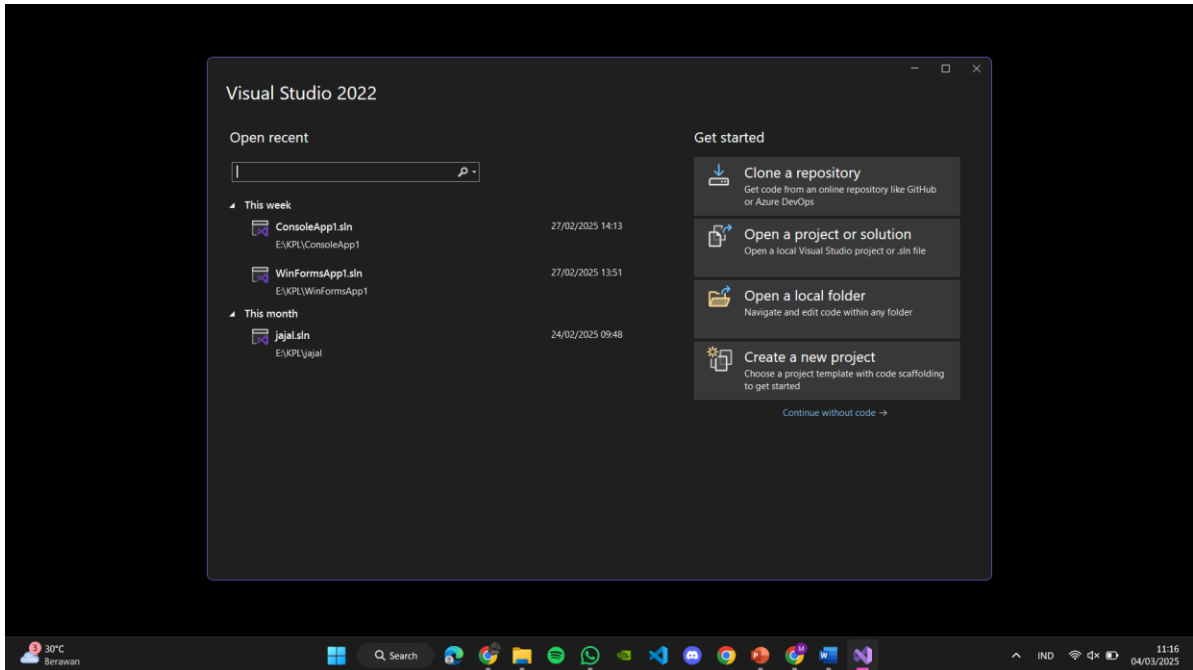 Visual Studio 2022
Open recent
This week
ConsoleApp1.sln 27/02/2025 14:13
E:\KPL\ConsoleApp1
WinFormsApp1.sln 27/02/2025 13:51
E:\KPL\WinFormsApp1
This month
jajal.sln 24/02/2025 09:48
E:\KPL\jajal
Get started
Clone a repository
Get code from an online repository like GitHub
or Azure DevOps
Open a project or solution
Open a local Visual Studio project or .sln file
Open a local folder
Navigate and edit code within any folder
Create a new project
Choose a project template with code scaffolding
to get started
Continue without code →
3
30°C
Berawan
Search
M
IND
11:16
04/03/2025